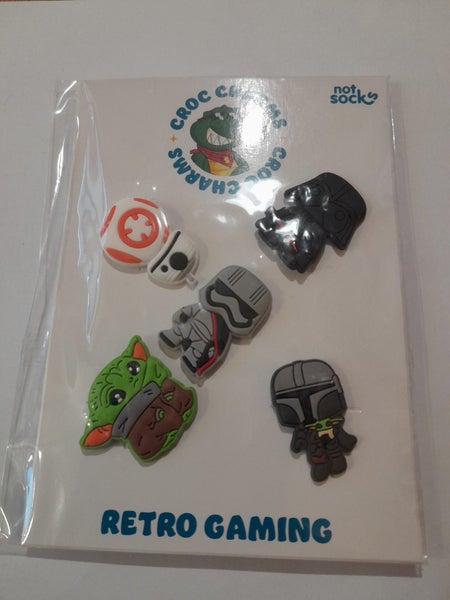 CROC CHARMS
CROC CHARMS
not
socks
RETRO GAMING